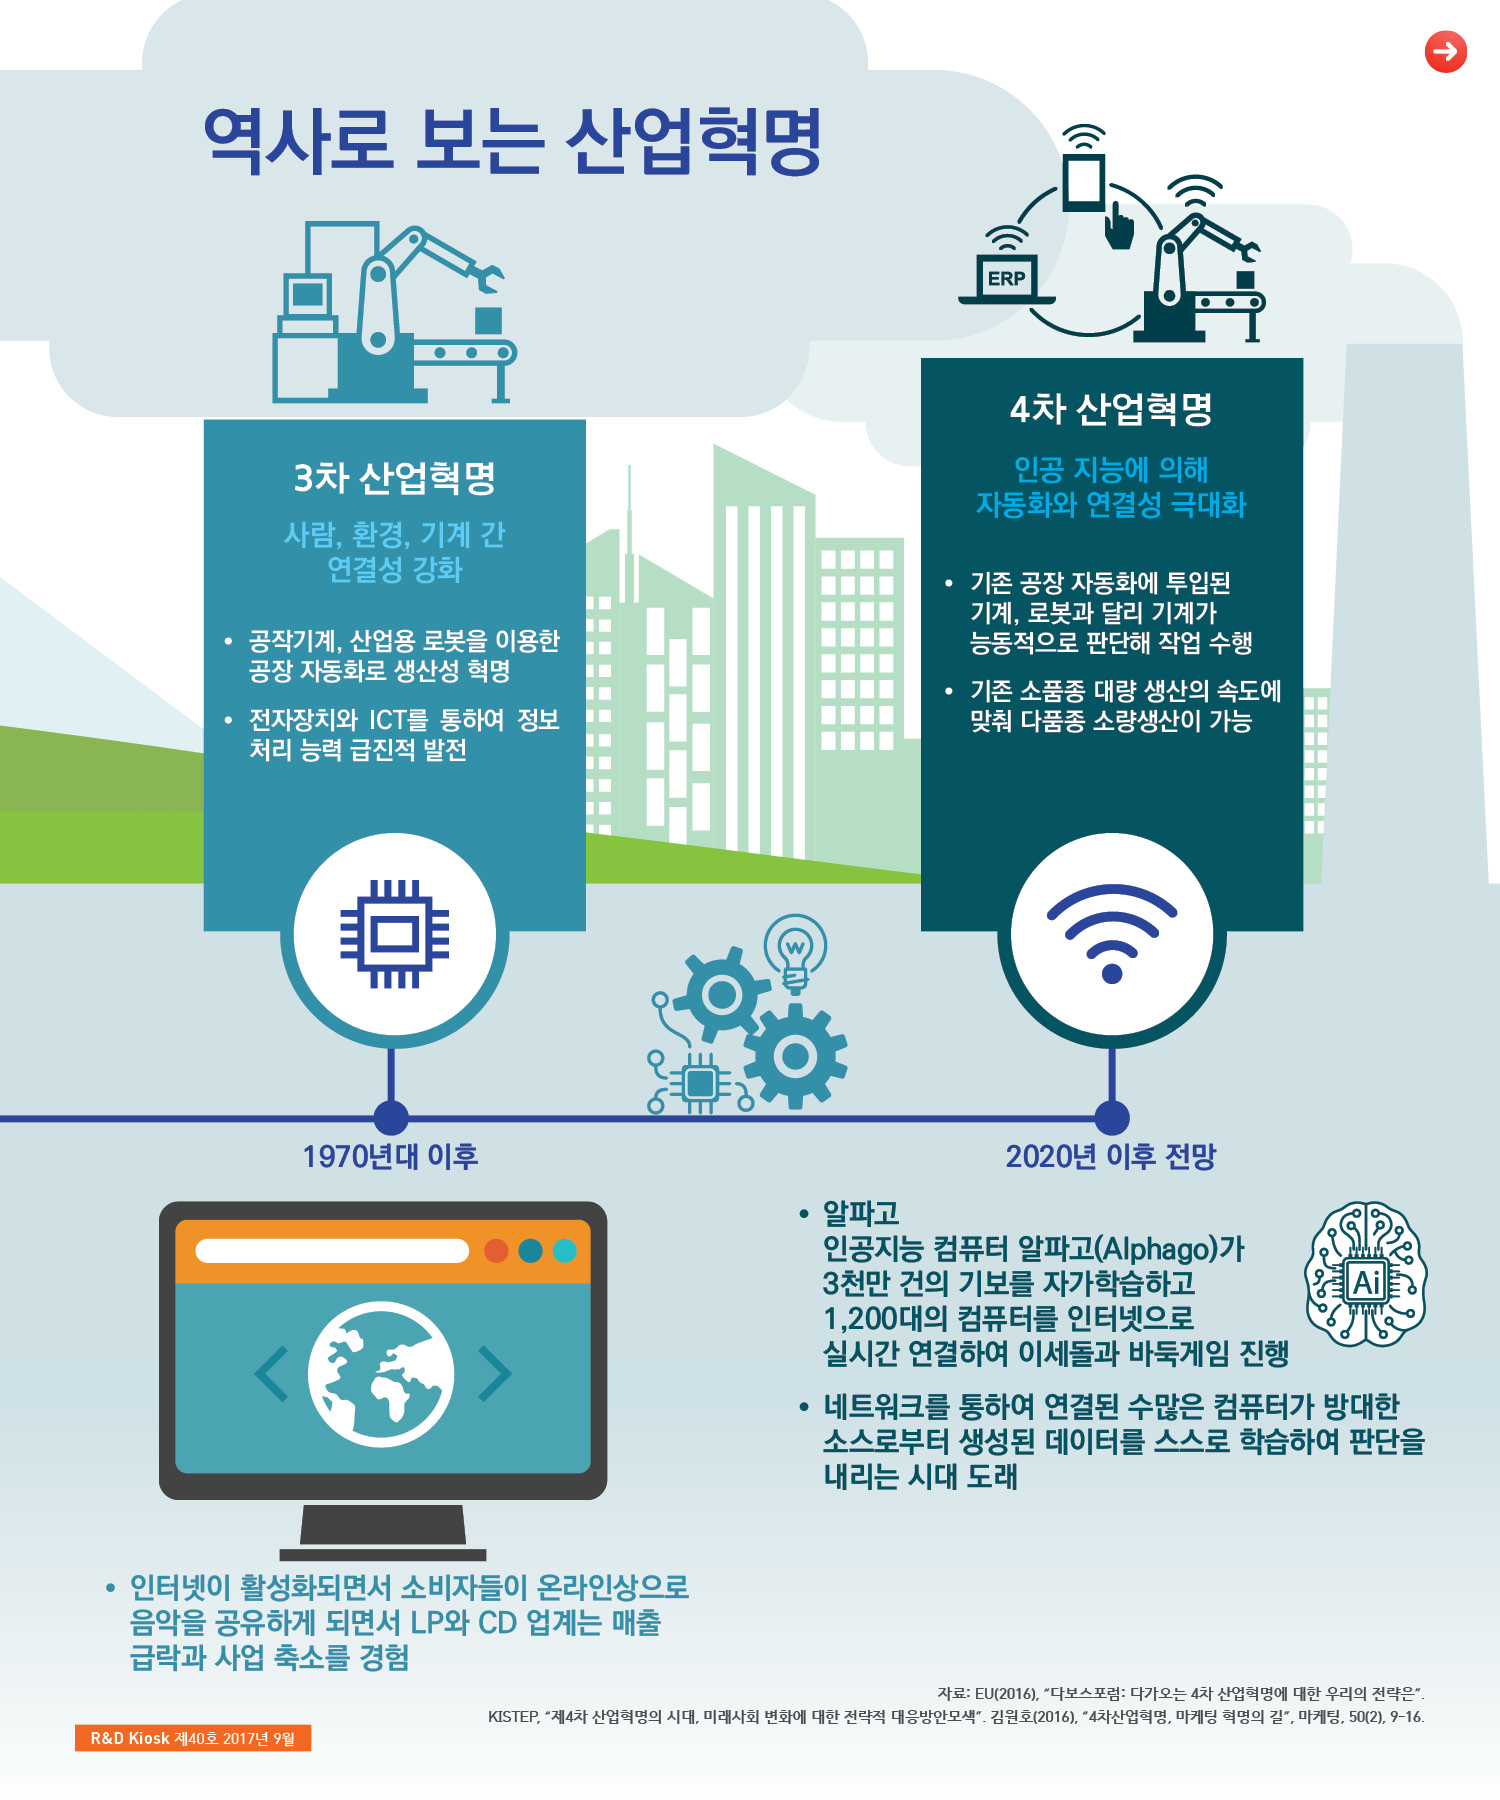 역사로 보는 산업혁명
ERP
3차 산업혁명
사람, 환경, 기계 간
연결성 강화
• 공작기계, 산업용 로봇을 이용한
공장 자동화로 생산성 혁명
• 전자장치와 ICT를 통하여 정보
처리 능력 급진적 발전
4차 산업혁명
인공 지능에 의해
자동화와 연결성 극대화
• 기존 공장 자동화에 투입된
기계, 로봇과 달리 기계가
능동적으로 판단해 작업 수행
• 기존 소품종 대량 생산의 속도에
맞춰 다품종 소량생산이 가능
1970년대 이후
2020년 이후 전망
• 인터넷이 활성화되면서 소비자들이 온라인상으로
음악을 공유하게 되면서 LP와 CD 업계는 매출
급락과 사업 축소를 경험
• 알파고
인공지능 컴퓨터 알파고(Alphago)가
3천만 건의 기보를 자가학습하고
1,200대의 컴퓨터를 인터넷으로
실시간 연결하여 이세돌과 바둑게임 진행
Ai
• 네트워크를 통하여 연결된 수많은 컴퓨터가 방대한
소스로부터 생성된 데이터를 스스로 학습하여 판단을
내리는 시대 도래
자료: EU(2016), “다보스포럼: 다가오는 4차 산업혁명에 대한 우리의 전략은”.
KISTEP, “제4차 산업혁명의 시대, 미래사회 변화에 대한 전략적 대응방안모색”. 김원호(2016), “4차산업혁명, 마케팅 혁명의 길”, 마케팅, 50(2), 9-16.
R&D Kiosk 제40호 2017년 9월